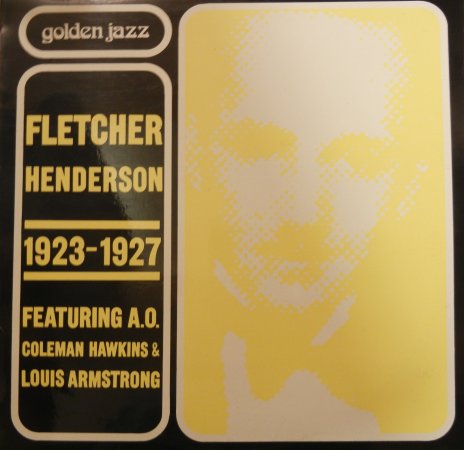 golden jazz
FLETCHER
HENDERSON
1923-1927
FEATURING A.O.
COLEMAN HAWKINS &
LOUIS ARMSTRONG